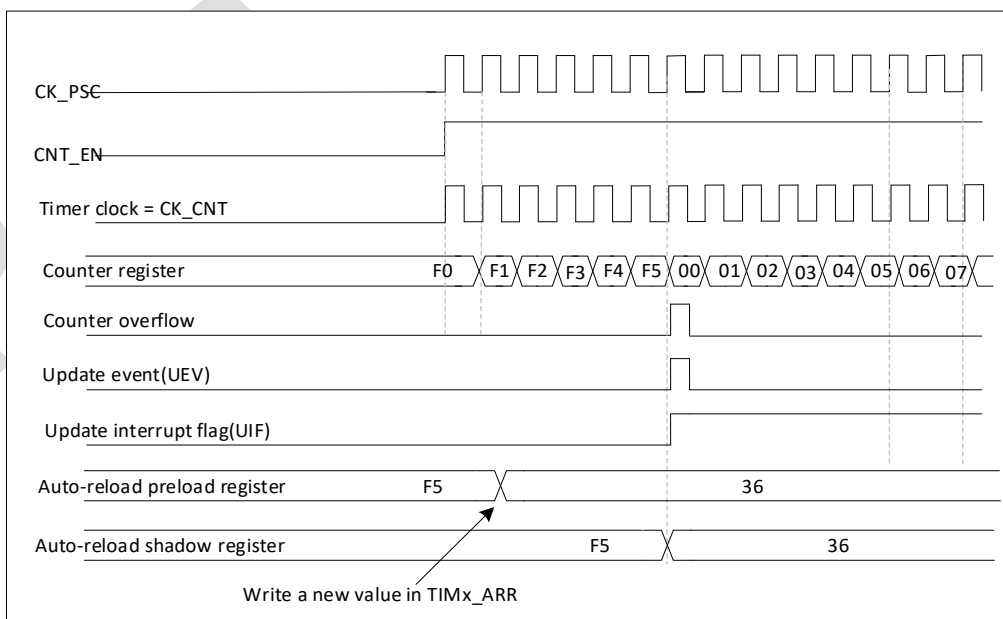 CK_PSC
CNT_EN
Timer clock = CK_CNT
Counter register F0 F1 F2 F3 F4 F5 00 01 02 03 04 05 06 07
Counter overflow
Update event(UEV)
Update interrupt flag(UIF)
Auto-reload preload register F5 36
Auto-reload shadow register F5 36
Write a new value in TIMx_ARR